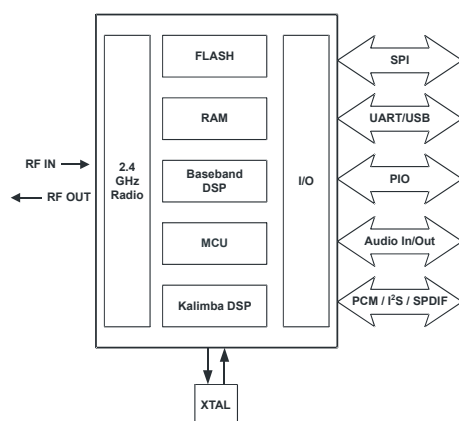 FLASH
SPI
RAM
UART/USB
RF IN
2.4
GHz
Radio
Baseband
DSP
I/O
PIO
RF OUT
MCU
Audio In/Out
Kalimba DSP
PCM / I²S / SPDIF
XTAL